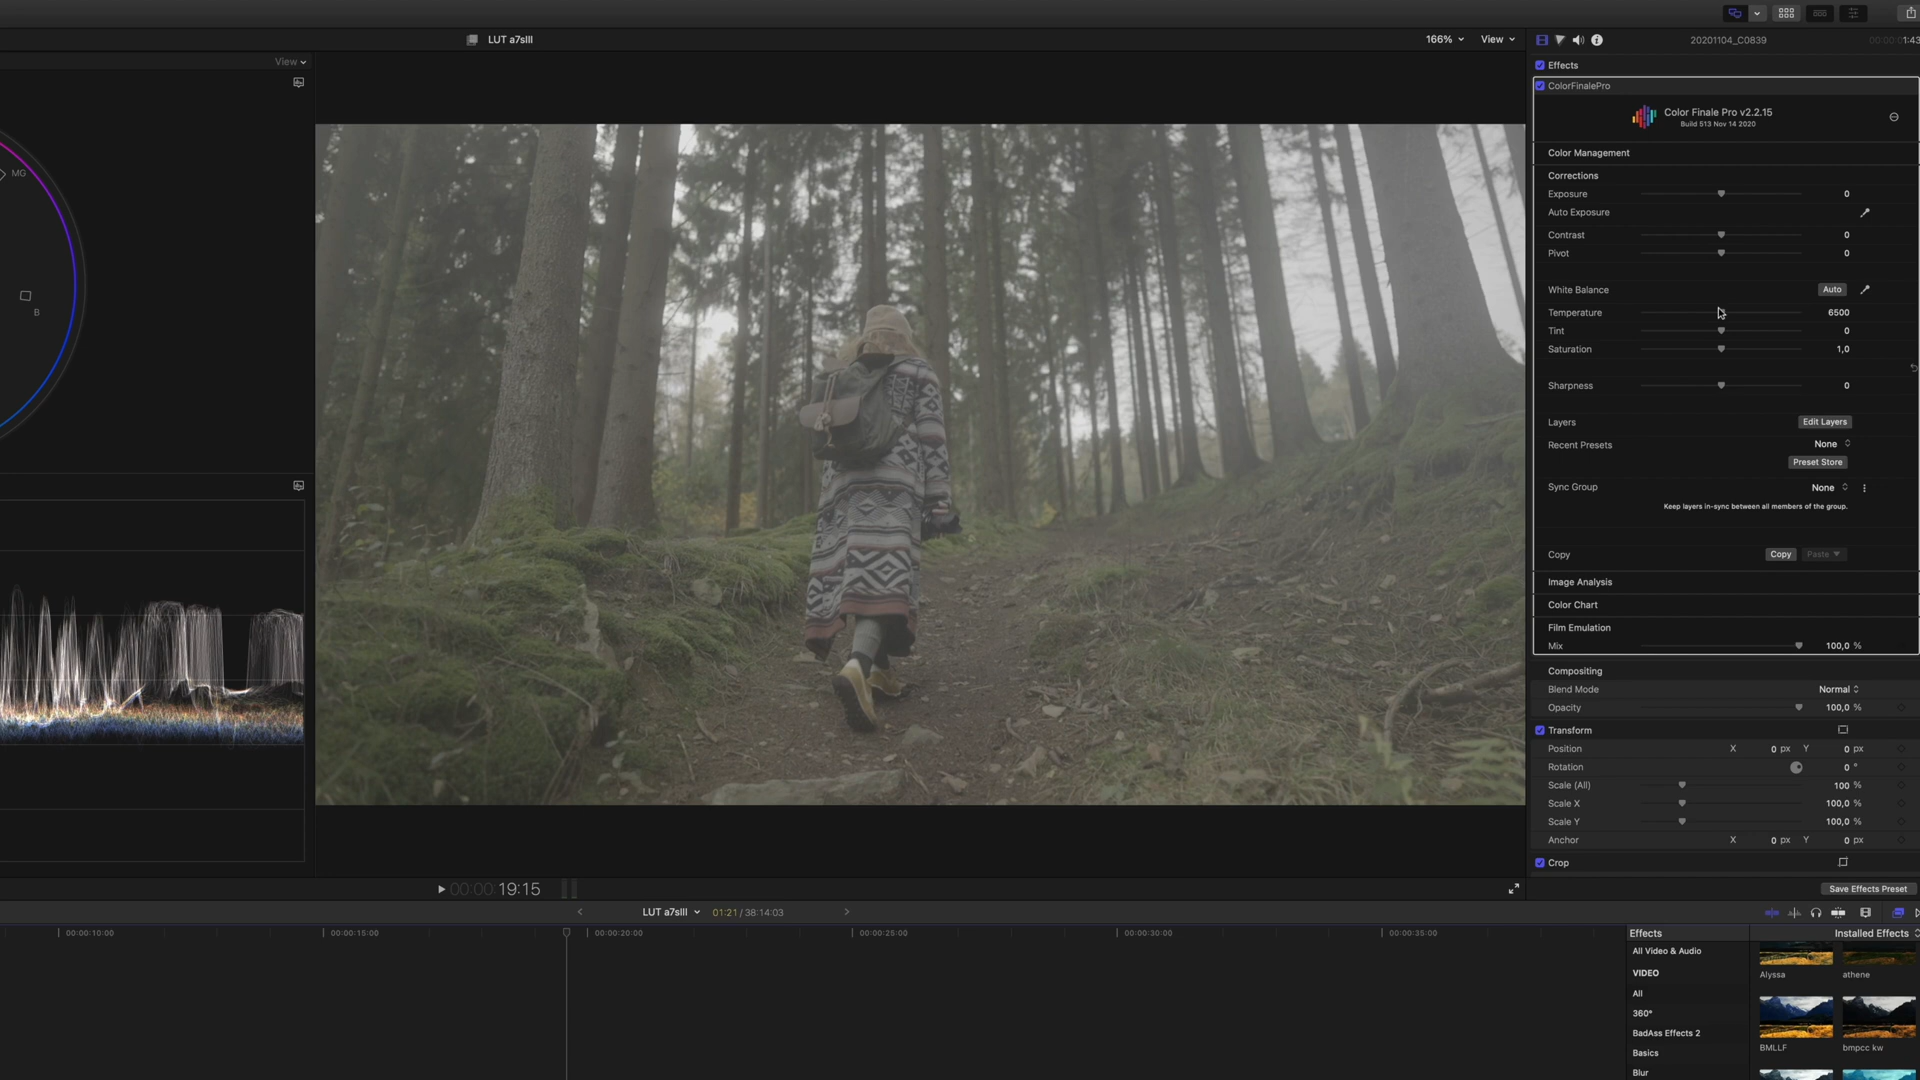 LUT a7sIII
166%
View
20201104_C0839
1:43
View
Effects
ColorFinalePro
Color Finale Pro v2.2.15
Build 513 Nov 14 2020
Color Management
Corrections
Exposure 0
Auto Exposure
Contrast 0
Pivot 0
White Balance Auto
Temperature 6500
Tint 0
Saturation 1,0
Sharpness 0
Layers Edit Layers
Recent Presets None
Preset Store
Sync Group None
Keep layers in-sync between all members of the group.
Copy Copy Paste
Image Analysis
Color Chart
Film Emulation
Mix 100,0 %
Compositing
Blend Mode Normal
Opacity 100,0 %
Transform
Position X 0 px Y 0 px
Rotation 0 °
Scale (All) 100 %
Scale X 100,0 %
Scale Y 100,0 %
Anchor X 0 px Y 0 px
Crop
Save Effects Preset
MG
B
00:00:19:15
LUT a7sIII 01:21 / 38:14:03
00:00:10:00 00:00:15:00 00:00:20:00 00:00:25:00 00:00:30:00 00:00:35:00
Effects Installed Effects
All Video & Audio
VIDEO
All
360°
BadAss Effects 2
Basics
Blur
Alyssa athene
BMLLF bmpcc kw